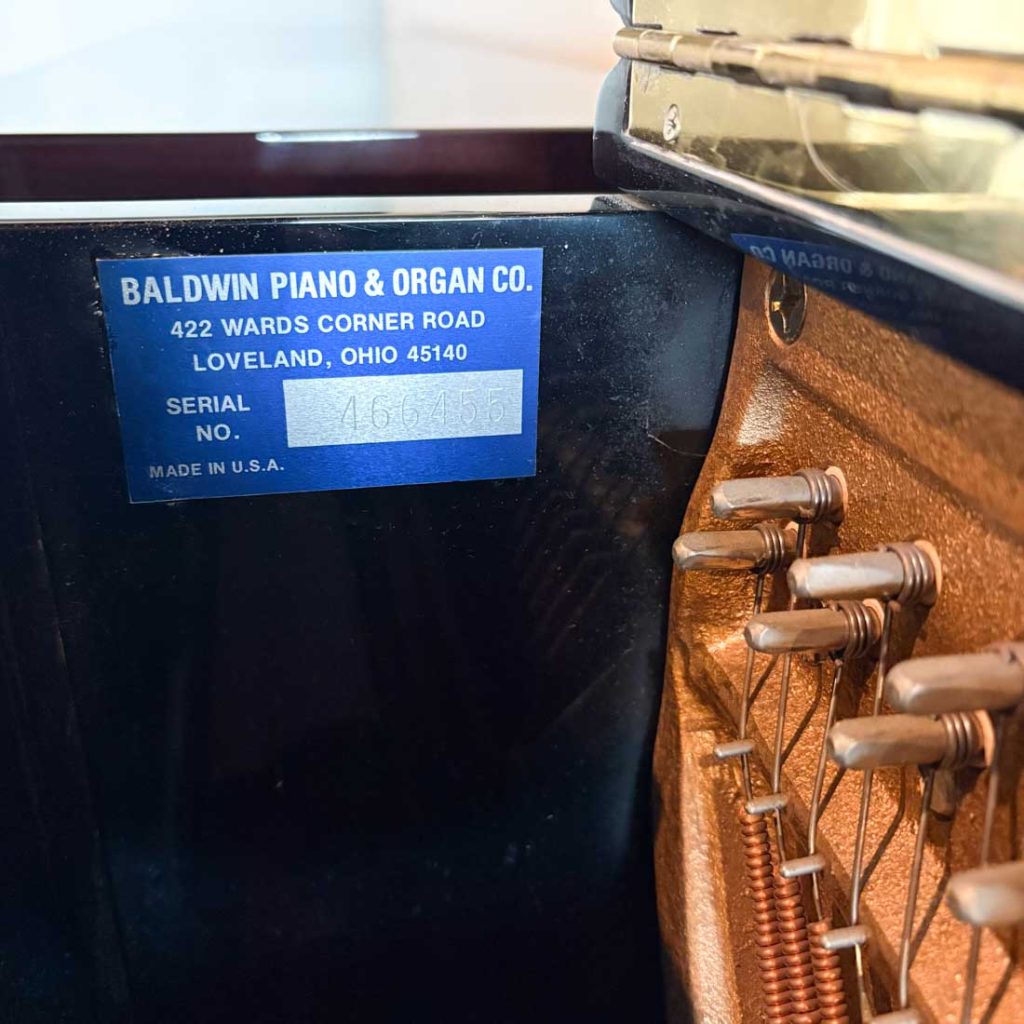 BALDWIN PIANO & ORGAN CO.
422 WARDS CORNER ROAD
LOVELAND, OHIO 45140
SERIAL
NO.
466455
MADE IN U.S.A.